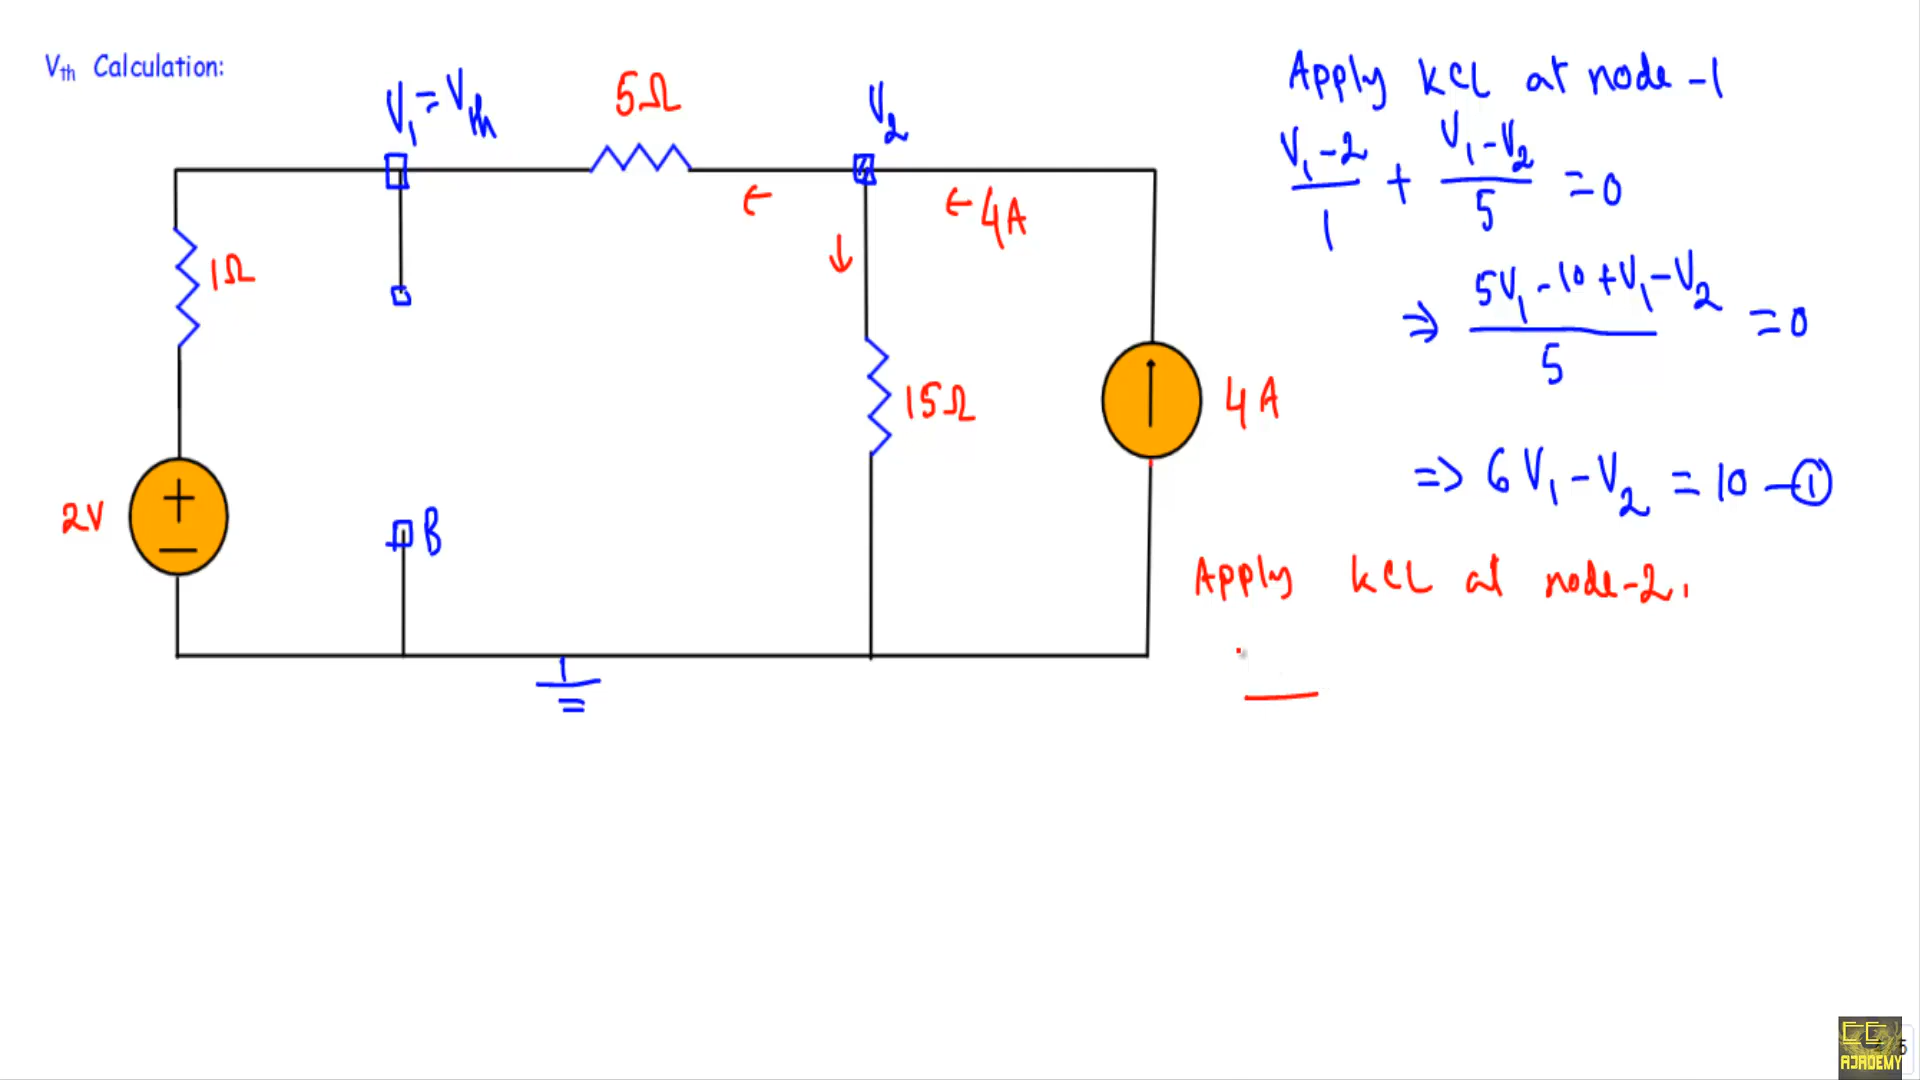 Vth Calculation:
V₁ = Vth
5Ω
V₂
← 4A
1Ω
15Ω
4A
2V
B
Apply KCL at node-1
(V₁-2)/1 + (V₁-V₂)/5 = 0
⇒ (5V₁-10+V₁-V₂)/5 = 0
=> 6V₁-V₂ = 10 -①
Apply KCL at node-2,
EE
AJADEMY